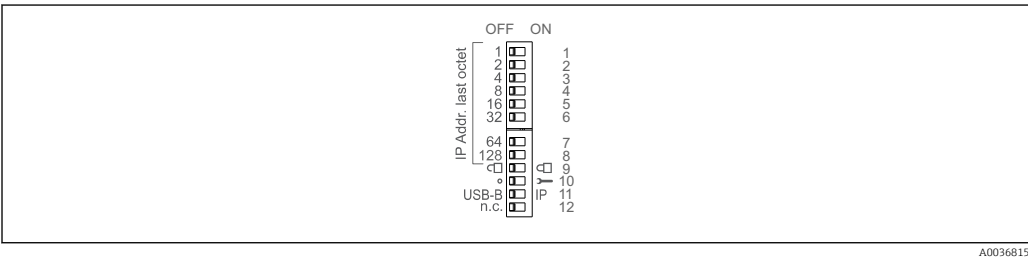 OFF ON
IP Addr. last octet
1 1
2 2
4 3
8 4
16 5
32 6
64 7
128 8
9
10
USB-B IP 11
n.c. 12
A0036815